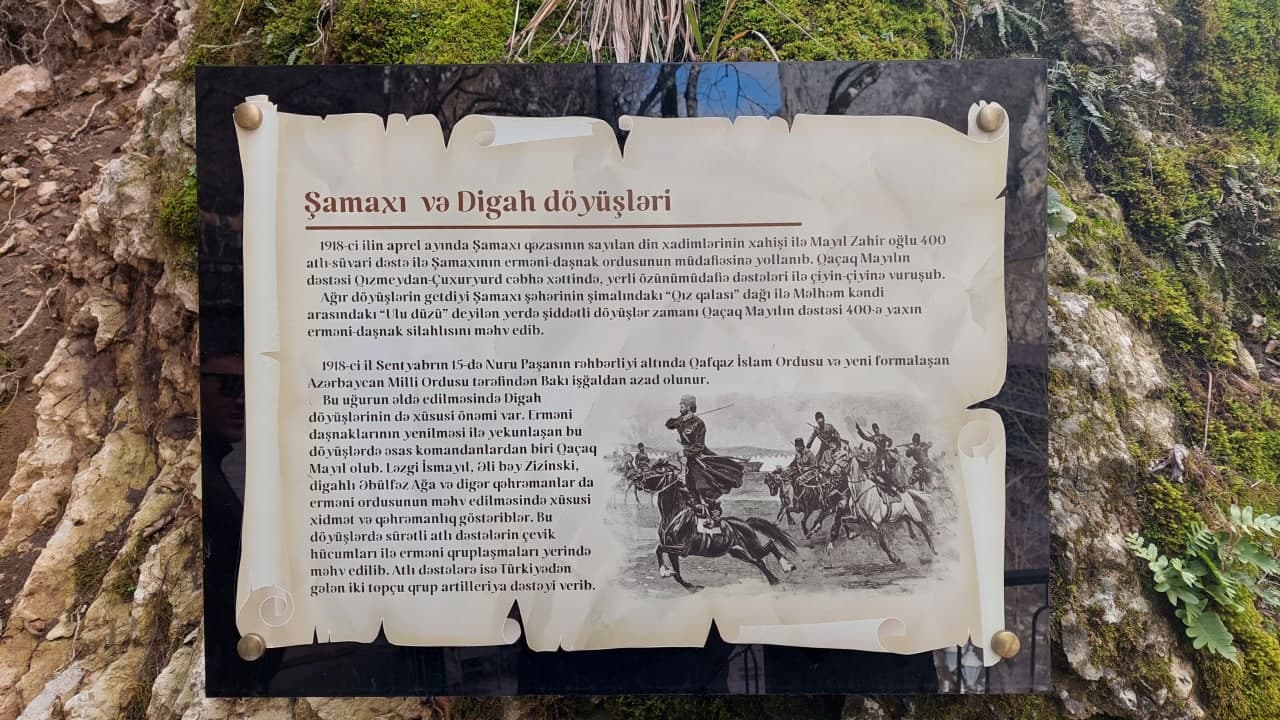 Şamaxı və Digah döyüşləri
1918-ci ilin aprel ayında Şamaxı qəzasının sayılan din xadimlərinin xahişi ilə Mayıl Zahir oğlu 400
atlı-süvari dəstə ilə Şamaxının erməni-daşnak ordusunun müdafiəsinə yollanıb. Qaçaq Mayılın
dəstəsi Qızmeydan-Çuxuryurd cəbhə xəttində, yerli özünümüdafiə dəstələri ilə çiyin-çiyinə vuruşub.
Ağır döyüşlərin getdiyi Şamaxı şəhərinin şimalındakı “Qız qalası” dağı ilə Məlhəm kəndi
arasındakı “Ulu düzü” deyilən yerdə şiddətli döyüşlər zamanı Qaçaq Mayılın dəstəsi 400-ə yaxın
erməni-daşnak silahlısını məhv edib.
1918-ci il Sentyabrın 15-də Nuru Paşanın rəhbərliyi altında Qafqaz İslam Ordusu və yeni formalaşan
Azərbaycan Milli Ordusu tərəfindən Bakı işğaldan azad olunur.
Bu uğurun əldə edilməsində Digah
döyüşlərinin də xüsusi önəmi var. Erməni
daşnaklarının yenilməsi ilə yekunlaşan bu
döyüşlərdə əsas komandanlardan biri Qaçaq
Mayıl olub. Ləzgi İsmayıl, Əli bəy Zizinski,
digahlı Əbülfəz Ağa və digər qəhrəmanlar da
erməni ordusunun məhv edilməsində xüsusi
xidmət və qəhrəmanlıq göstəriblər. Bu
döyüşlərdə sürətli atlı dəstələrin çevik
hücumları ilə erməni qruplaşmaları yerində
məhv edilib. Atlı dəstələrə isə Türkiyədən
gələn iki topçu qrup artilleriya dəstəyi verib.